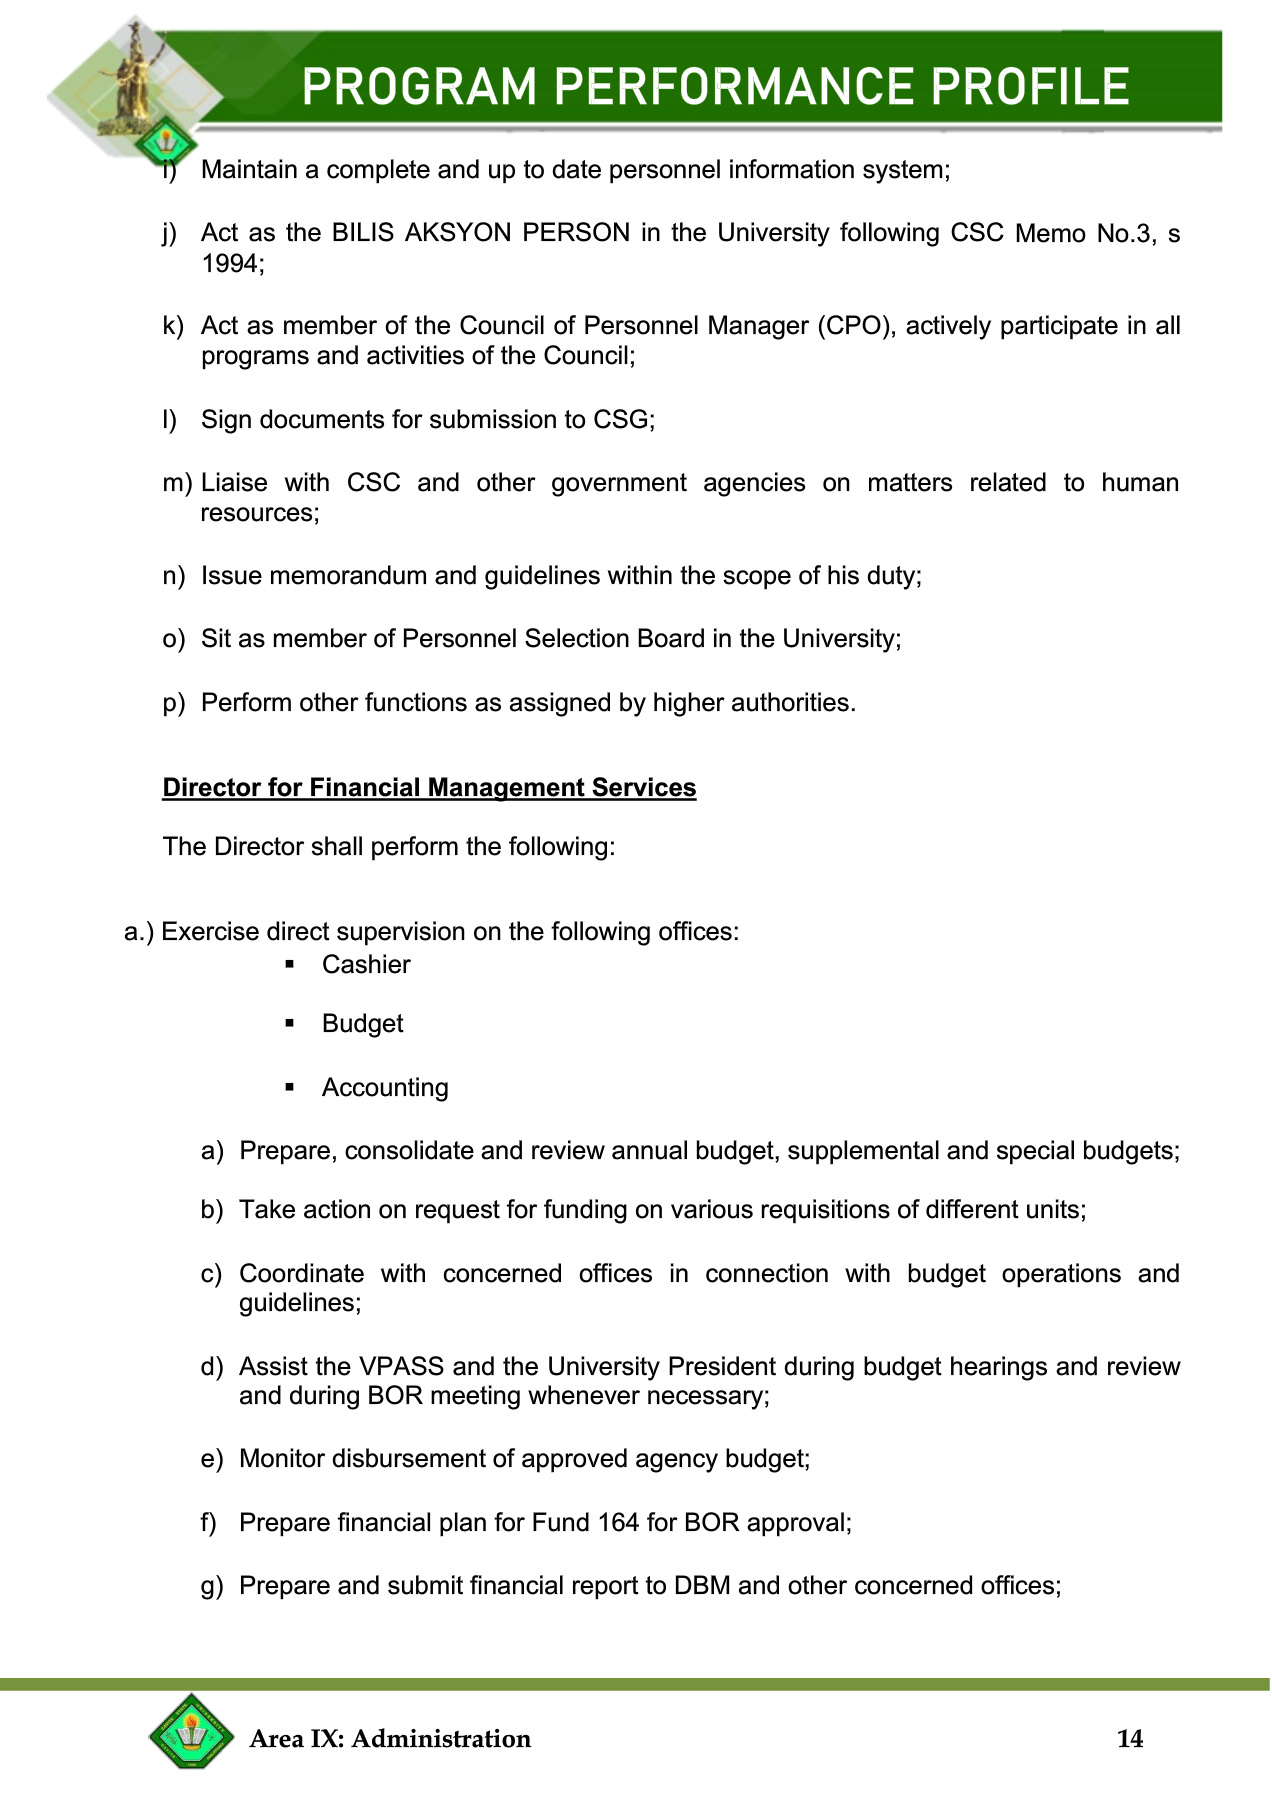 PROGRAM PERFORMANCE PROFILE
i) Maintain a complete and up to date personnel information system;
j) Act as the BILIS AKSYON PERSON in the University following CSC Memo No.3, s
1994;
k) Act as member of the Council of Personnel Manager (CPO), actively participate in all
programs and activities of the Council;
l) Sign documents for submission to CSG;
m) Liaise with CSC and other government agencies on matters related to human
resources;
n) Issue memorandum and guidelines within the scope of his duty;
o) Sit as member of Personnel Selection Board in the University;
p) Perform other functions as assigned by higher authorities.
Director for Financial Management Services
The Director shall perform the following:
a.) Exercise direct supervision on the following offices:
▪ Cashier
▪ Budget
▪ Accounting
a) Prepare, consolidate and review annual budget, supplemental and special budgets;
b) Take action on request for funding on various requisitions of different units;
c) Coordinate with concerned offices in connection with budget operations and
guidelines;
d) Assist the VPASS and the University President during budget hearings and review
and during BOR meeting whenever necessary;
e) Monitor disbursement of approved agency budget;
f) Prepare financial plan for Fund 164 for BOR approval;
g) Prepare and submit financial report to DBM and other concerned offices;
Area IX: Administration 14